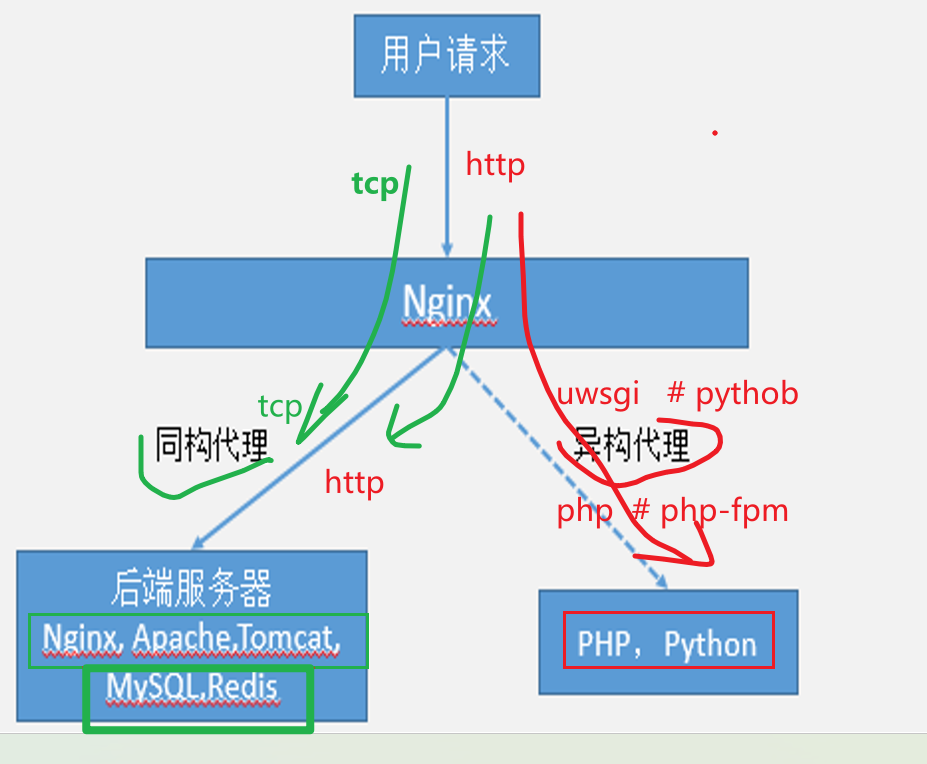 用户请求
tcp
http
Nginx
uwsgi # pythob
tcp
同构代理
异构代理
http
php # php-fpm
后端服务器
Nginx, Apache,Tomcat,
MySQL,Redis
PHP，Python